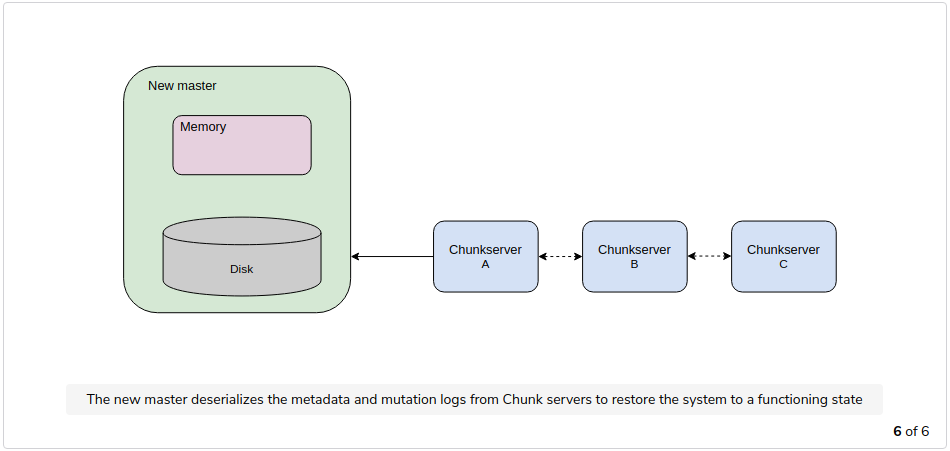 New master
Memory
Disk
Chunkserver
A
Chunkserver
B
Chunkserver
C
The new master deserializes the metadata and mutation logs from Chunk servers to restore the system to a functioning state
6 of 6